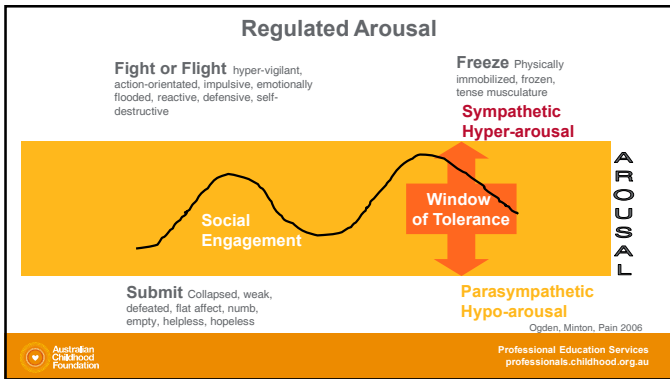 Regulated Arousal
Fight or Flight hyper-vigilant,
action-orientated, impulsive, emotionally
flooded, reactive, defensive, self-
destructive
Freeze Physically
immobilized, frozen,
tense musculature
Sympathetic
Hyper-arousal
Social
Engagement
Window
of Tolerance
AROUSAL
Submit Collapsed, weak,
defeated, flat affect, numb,
empty, helpless, hopeless
Parasympathetic
Hypo-arousal
Ogden, Minton, Pain 2006
Australian
Childhood
Foundation
Professional Education Services
professionals.childhood.org.au